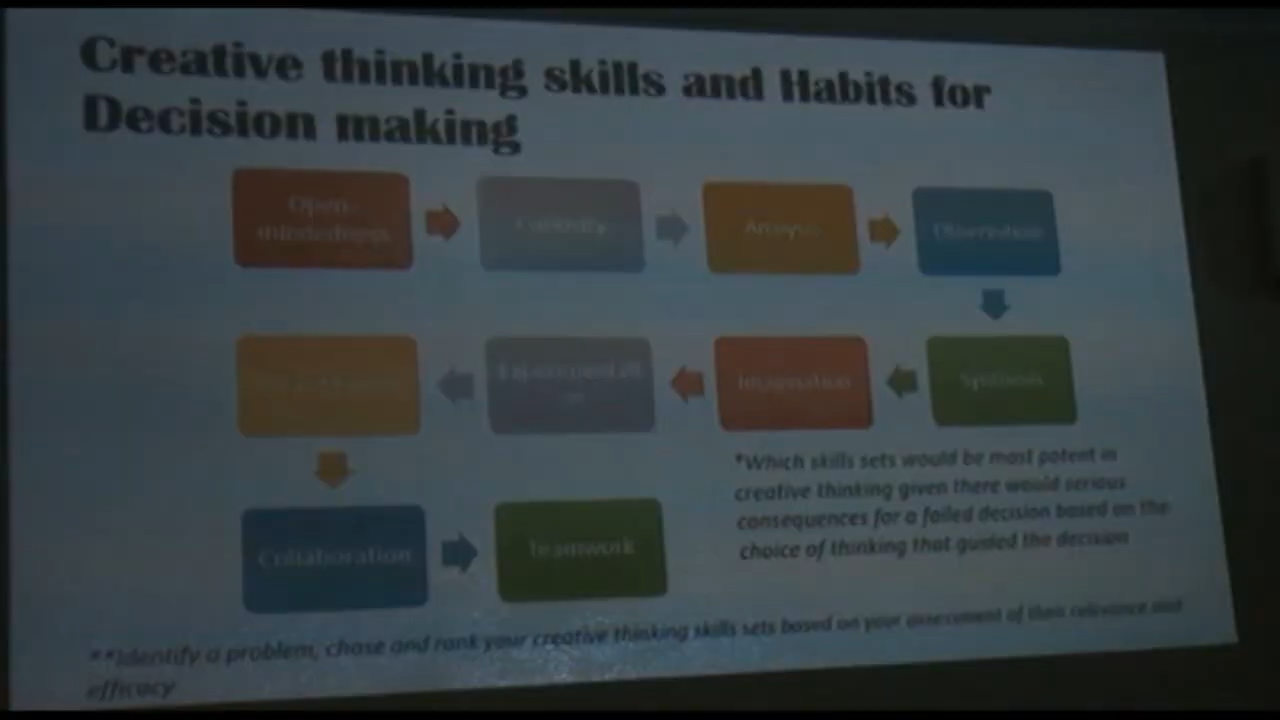 Creative thinking skills and Habits for
Decision making
Open-
mindedness
Curiosity
Analysis
Observation
Synthesis
Imagination
Collaboration
Teamwork
*Which skills sets would be most potent in
creative thinking given there would serious
consequences for a failed decision based on the
choice of thinking that guided the decision
**Identify a problem, chose and rank your creative thinking skills sets based on your assessment of their relevance and
efficacy